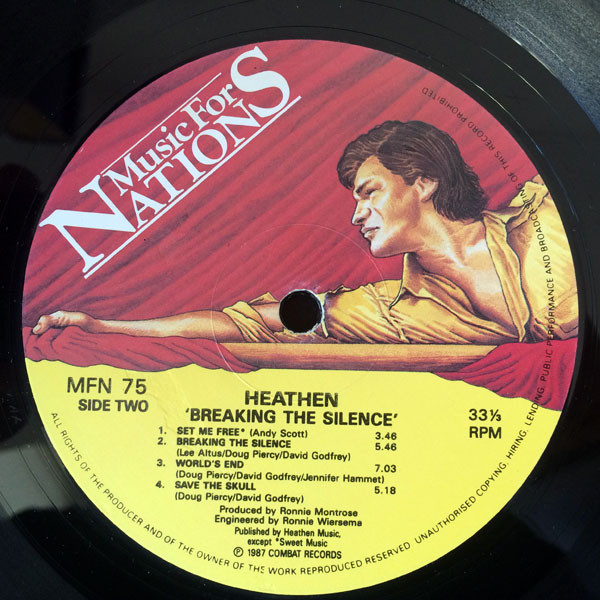 Music For
NATIONS
MFN 75
SIDE TWO
HEATHEN
'BREAKING THE SILENCE'
33⅓
RPM
1. SET ME FREE* (Andy Scott) 3.46
2. BREAKING THE SILENCE 5.46
(Lee Altus/Doug Piercy/David Godfrey)
3. WORLD'S END 7.03
(Doug Piercy/David Godfrey/Jennifer Hammet)
4. SAVE THE SKULL 5.18
(Doug Piercy/David Godfrey)
Produced by Ronnie Montrose
Engineered by Ronnie Wiersema
Published by Heathen Music,
except *Sweet Music
℗ 1987 COMBAT RECORDS
ALL RIGHTS OF THE PRODUCER AND OF THE OWNER OF THE WORK REPRODUCED RESERVED UNAUTHORISED COPYING. HIRING. LENDING. PUBLIC PERFORMANCE AND BROADCASTING OF THIS RECORD PROHIBITED